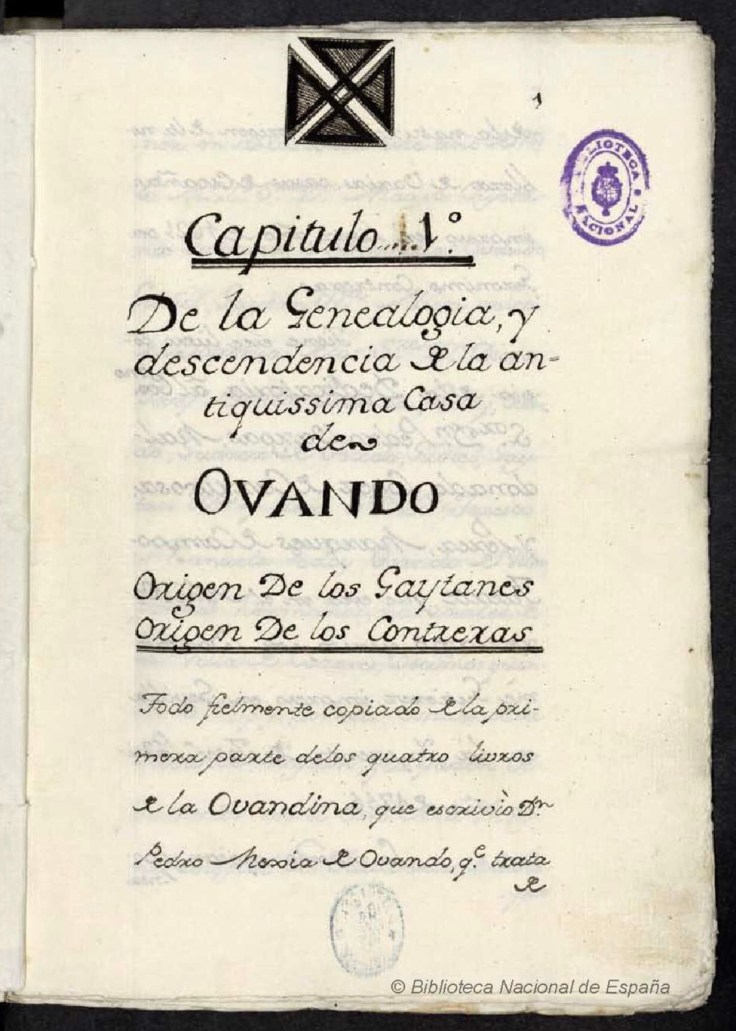 1
BIBLIOTECA NACIONAL
Capitulo....1.º
De la Genealogia, y
descendencia de la an-
tiquissima Casa
de
OVANDO
Origen De los Gaytanes
Origen De los Contreras
Todo fielmente copiado de la pri-
mera parte delos quatro livros
de la Ovandina, que escrivio Dn
Pedro Mexia de Ovando, q.e trata
de
© Biblioteca Nacional de España